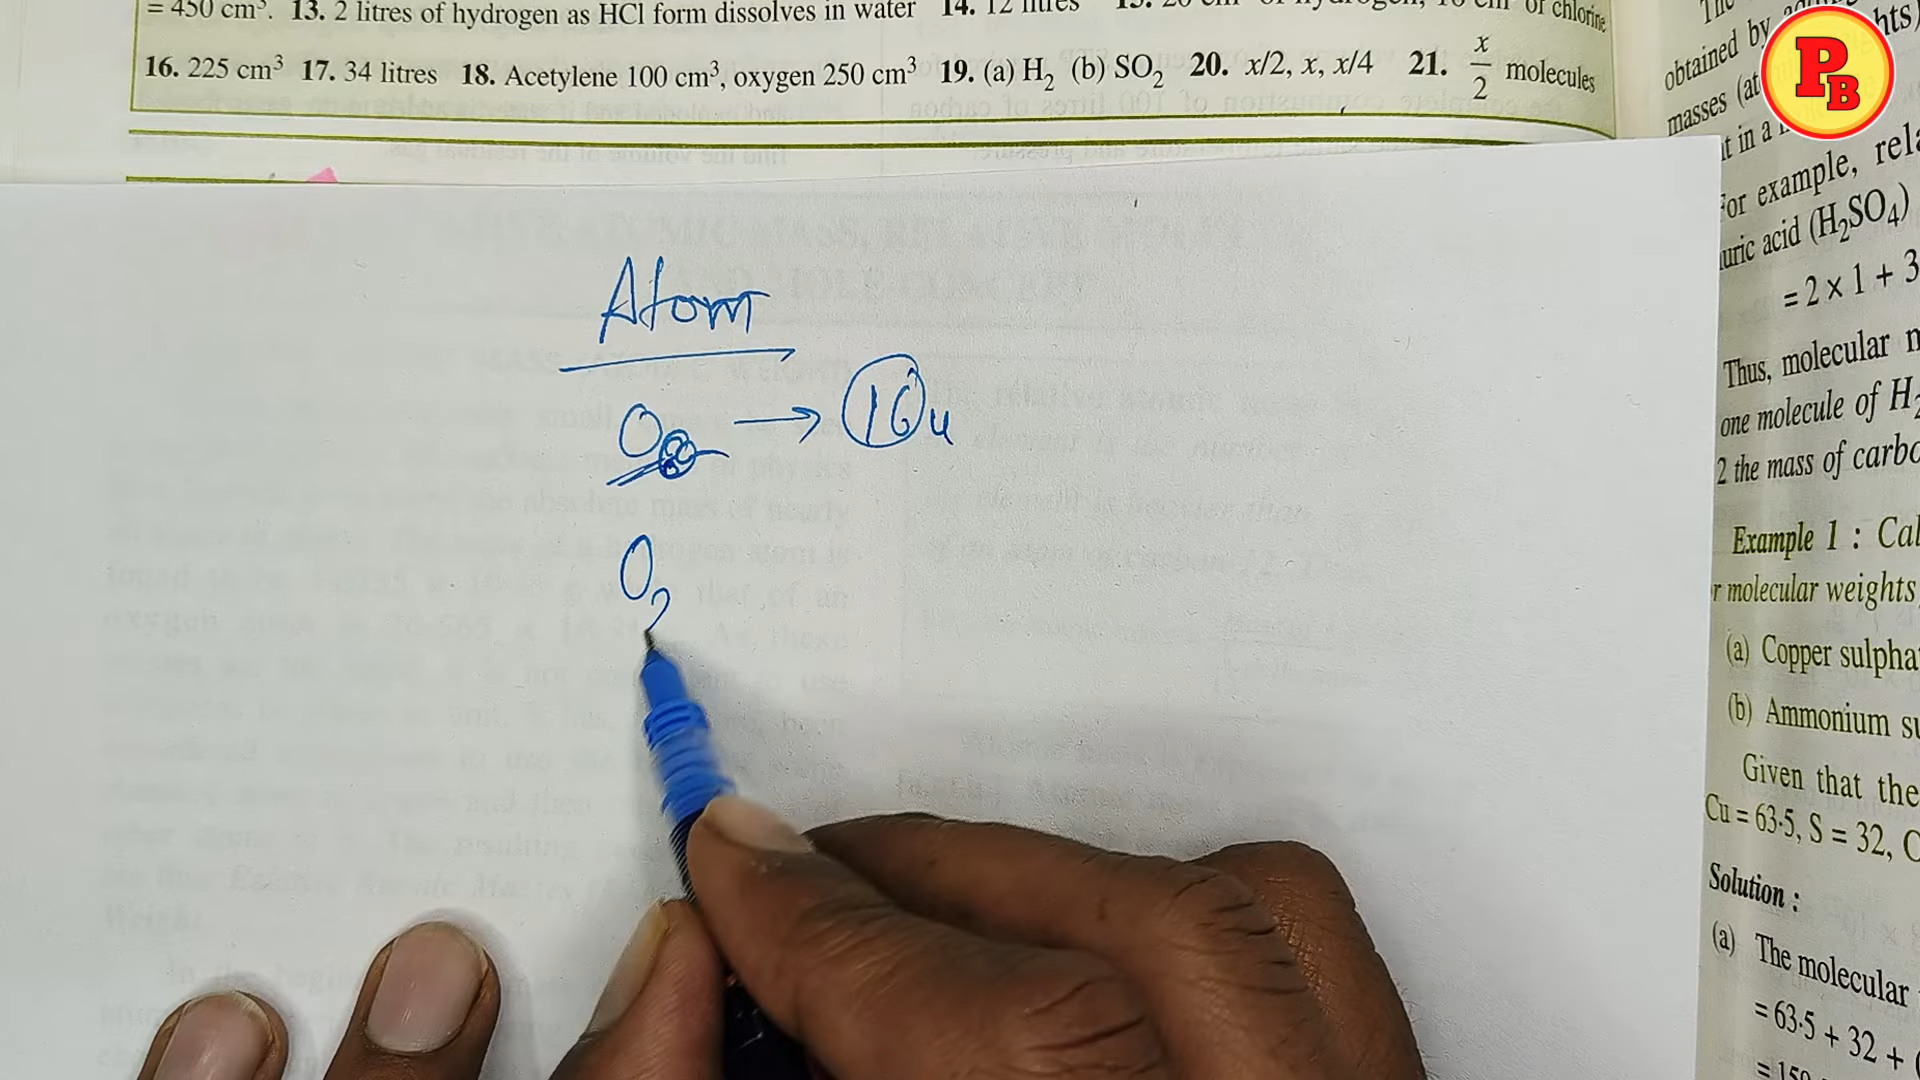 = 450 cm³. 13. 2 litres of hydrogen as HCl form dissolves in water 14. 12 litres
of chlorine
16. 225 cm³ 17. 34 litres 18. Acetylene 100 cm³, oxygen 250 cm³ 19. (a) H₂ (b) SO₂ 20. x/2, x, x/4 21. x/2 molecules
PB
Atom
O → 16u
O₂
obtained by
masses (at
For example, rela
uric acid (H₂SO₄)
= 2 × 1 + 3
Thus, molecular
one molecule of H₂
2 the mass of carbo
Example 1 : Cal
r molecular weights
(a) Copper sulpha
(b) Ammonium su
Given that the
Cu = 63·5, S = 32,
Solution :
(a) The molecular
= 63·5 + 32 +